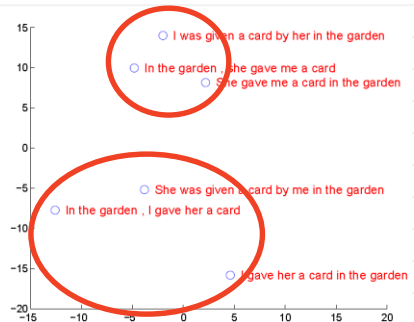 15
I was given a card by her in the garden
10
In the garden , she gave me a card
She gave me a card in the garden
5
0
−5
She was given a card by me in the garden
In the garden , I gave her a card
−10
−15
I gave her a card in the garden
−20
−15 −10 −5 0 5 10 15 20